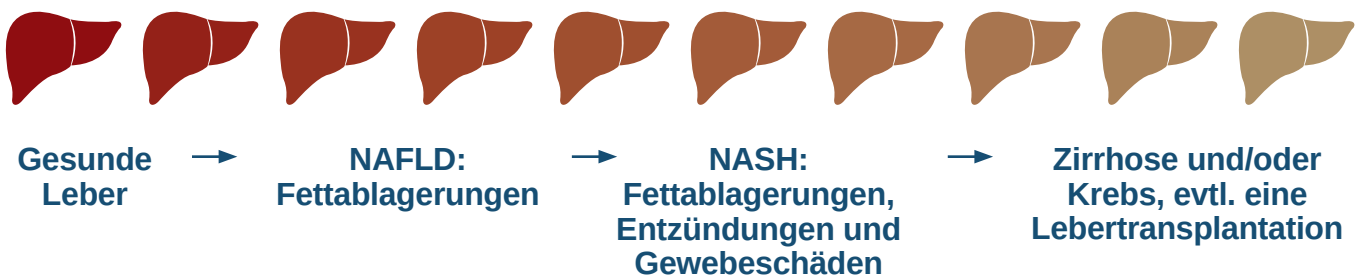 Gesunde
Leber
NAFLD:
Fettablagerungen
NASH:
Fettablagerungen,
Entzündungen und
Gewebeschäden
Zirrhose und/oder
Krebs, evtl. eine
Lebertransplantation